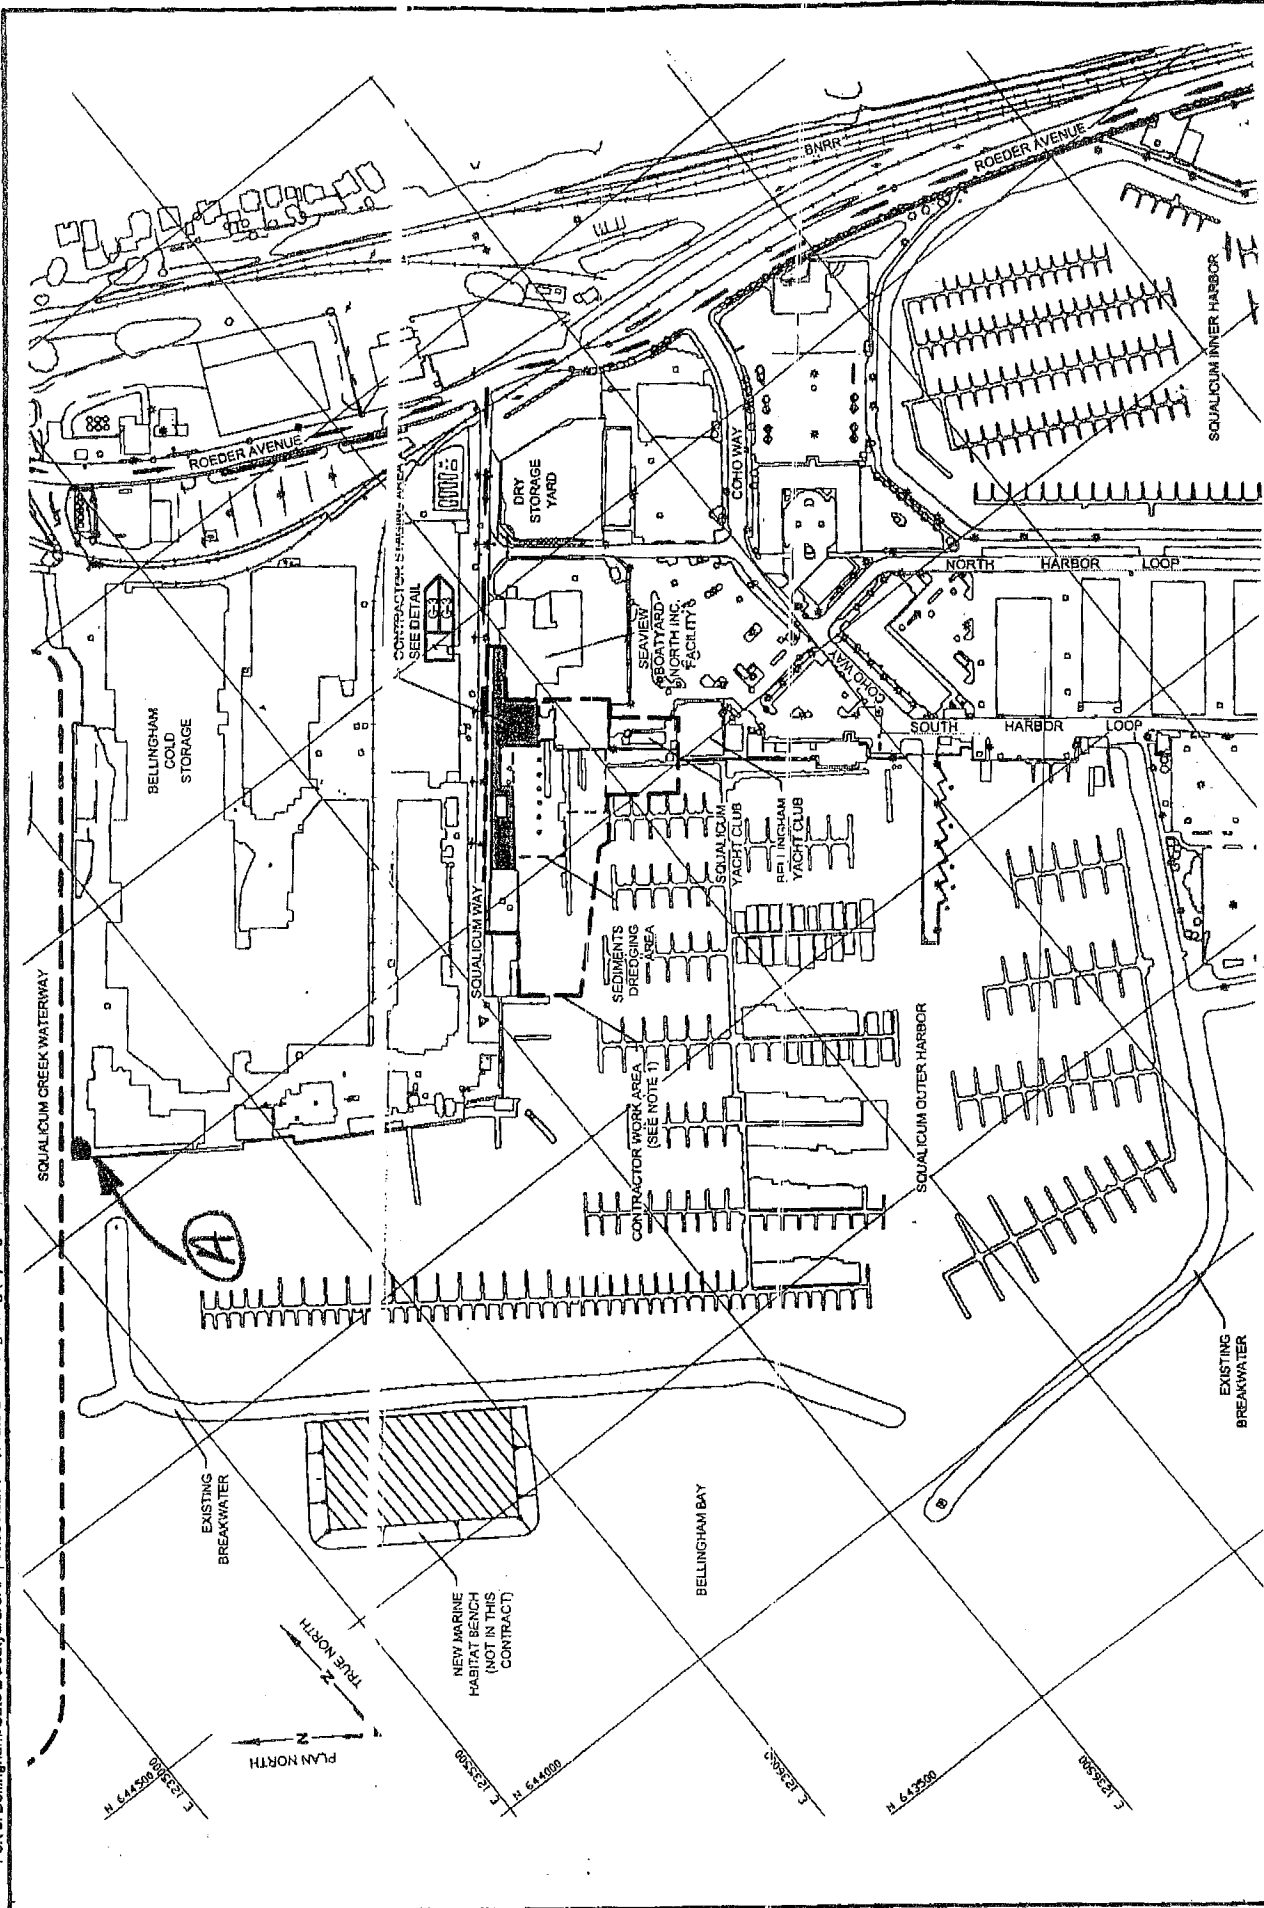 BNRR
ROEDER AVENUE
ROEDER AVENUE
SQUALICUM INNER HARBOR
CONTRACTOR STAGING AREA
SEE DETAIL
DRY
STORAGE
YARD
COHO WAY
NORTH HARBOR LOOP
SEAVIEW
BOATYARD
NORTH INC.
FACILITY
COHO WAY
SOUTH HARBOR LOOP
BELLINGHAM
COLD
STORAGE
SQUALICUM WAY
SQUALICUM
YACHT CLUB
BELLINGHAM
YACHT CLUB
SEDIMENTS
DREDGING
AREA
SQUALICUM CREEK WATERWAY
CONTRACTOR WORK AREA
(SEE NOTE 1)
SQUALICUM OUTER HARBOR
A
EXISTING
BREAKWATER
EXISTING
BREAKWATER
NEW MARINE
HABITAT BENCH
(NOT IN THIS
CONTRACT)
BELLINGHAM BAY
N
TRUE NORTH
N
PLAN NORTH
N 644500
E 1235000
E 1235500
N 644000
N 643500
E 1236500